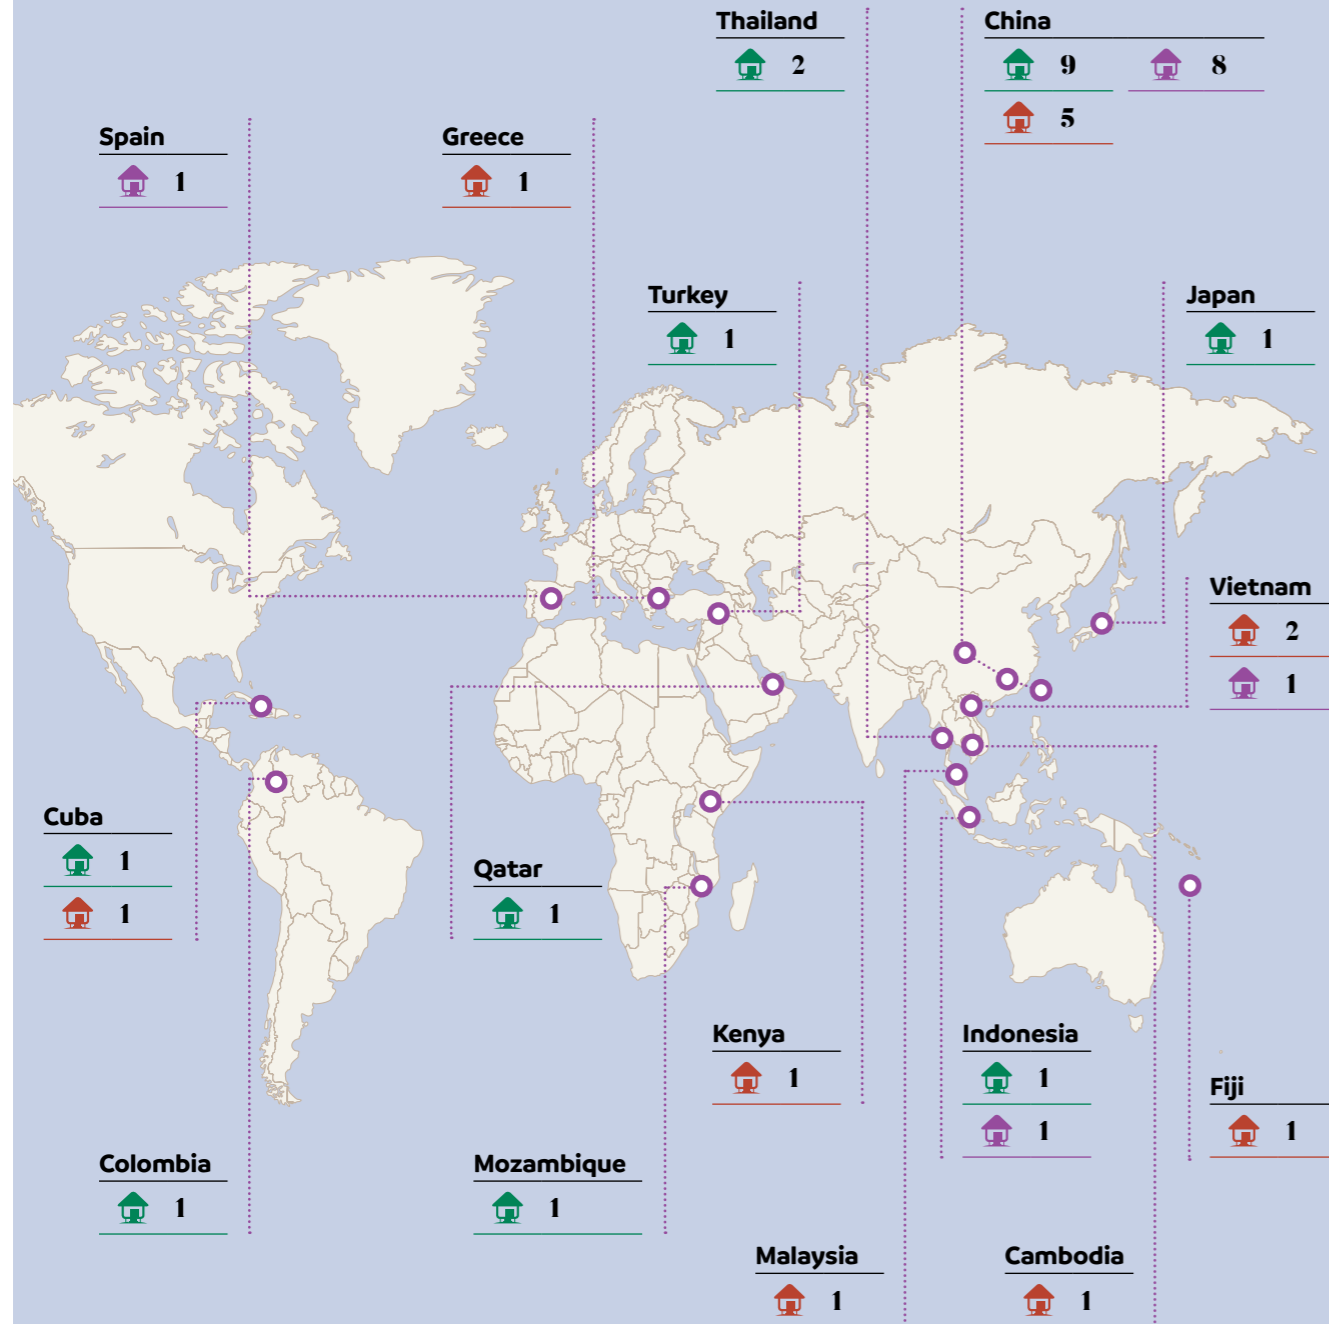 Thailand
2
China
9 8
5
Spain
1
Greece
1
Turkey
1
Japan
1
Vietnam
2
1
Cuba
1
1
Qatar
1
Kenya
1
Indonesia
1
1
Fiji
1
Colombia
1
Mozambique
1
Malaysia
1
Cambodia
1